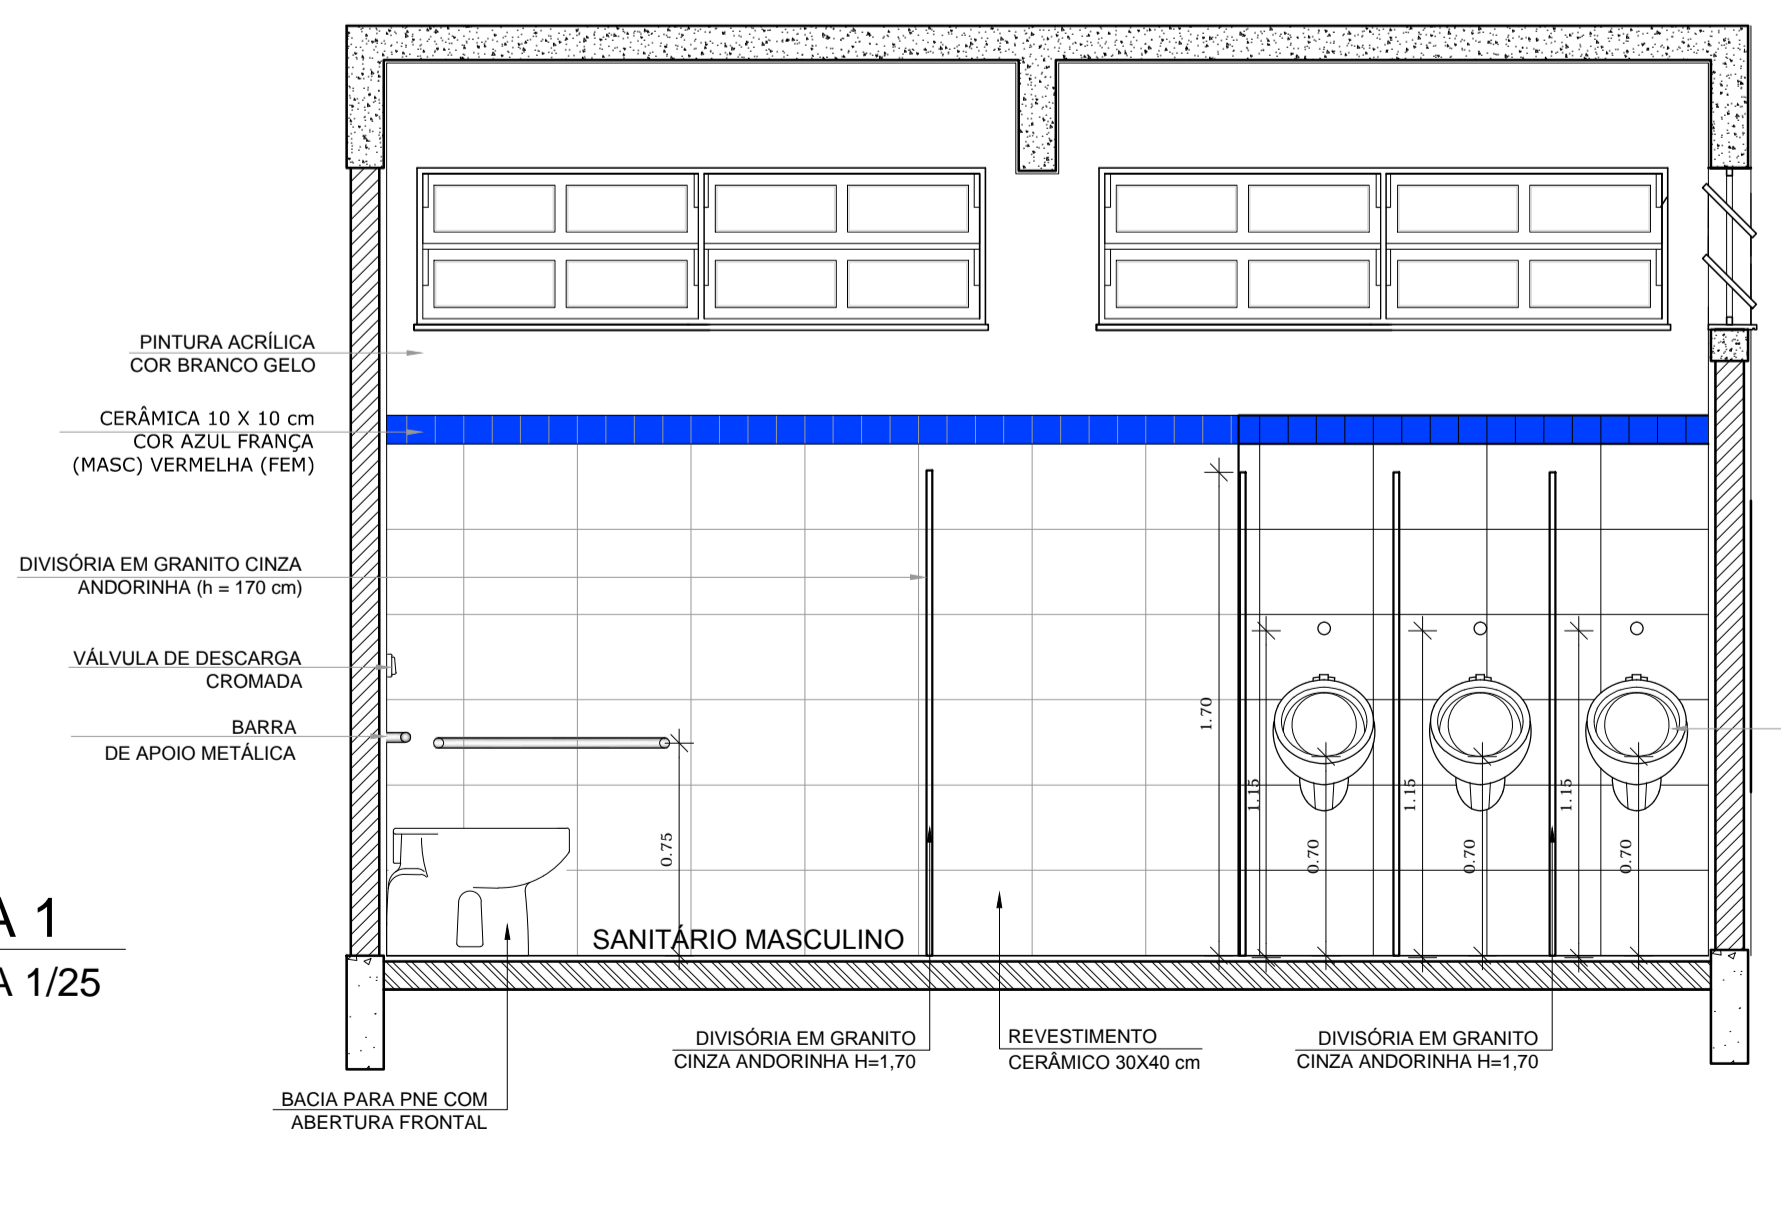 PINTURA ACRÍLICA
COR BRANCO GELO
CERÂMICA 10 X 10 cm
COR AZUL FRANÇA
(MASC) VERMELHA (FEM)
DIVISÓRIA EM GRANITO CINZA
ANDORINHA (h = 170 cm)
VÁLVULA DE DESCARGA
CROMADA
BARRA
DE APOIO METÁLICA
0.75
1.70
1.15
0.70
1.15
0.70
1.15
0.70
SANITÁRIO MASCULINO
A 1
A 1/25
DIVISÓRIA EM GRANITO
CINZA ANDORINHA H=1,70
REVESTIMENTO
CERÂMICO 30X40 cm
DIVISÓRIA EM GRANITO
CINZA ANDORINHA H=1,70
BACIA PARA PNE COM
ABERTURA FRONTAL